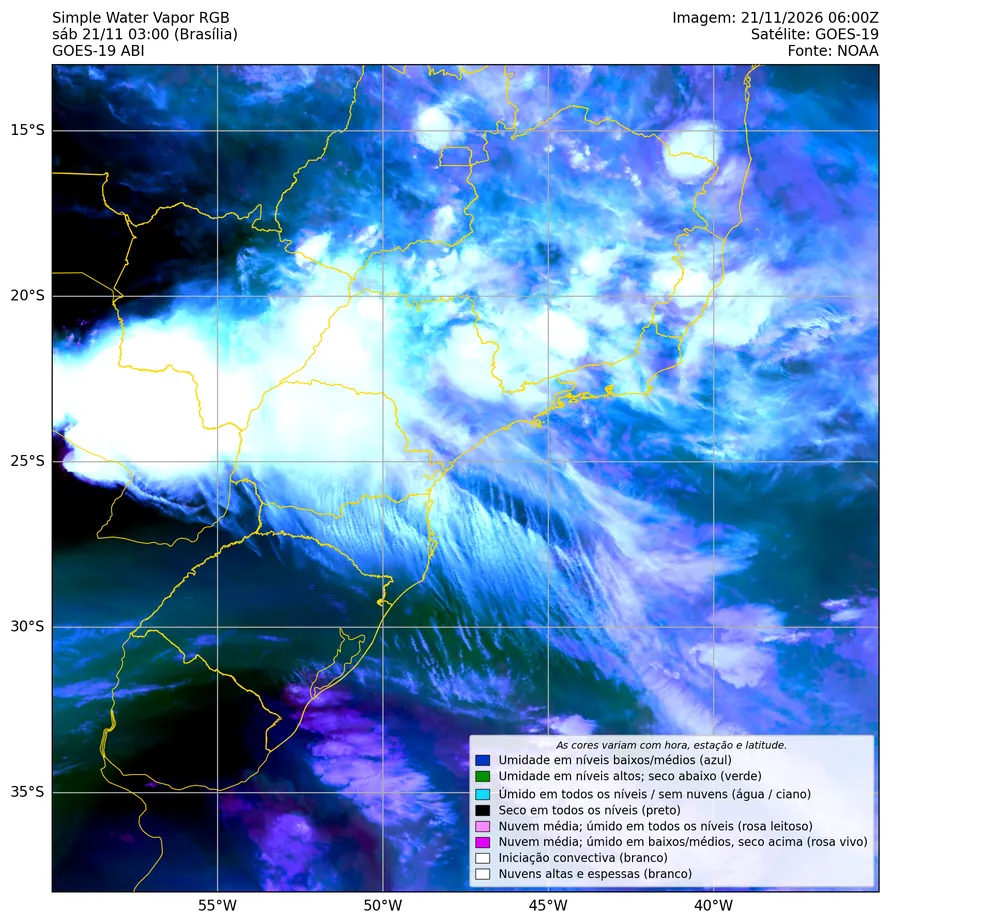 Simple Water Vapor RGB
sáb 21/11 03:00 (Brasília)
GOES-19 ABI
Imagem: 21/11/2026 06:00Z
Satélite: GOES-19
Fonte: NOAA
15°S
20°S
25°S
30°S
35°S
55°W
50°W
45°W
40°W
As cores variam com hora, estação e latitude.
Umidade em níveis baixos/médios (azul)
Umidade em níveis altos; seco abaixo (verde)
Úmido em todos os níveis / sem nuvens (água / ciano)
Seco em todos os níveis (preto)
Nuvem média; úmido em todos os níveis (rosa leitoso)
Nuvem média; úmido em baixos/médios, seco acima (rosa vivo)
Iniciação convectiva (branco)
Nuvens altas e espessas (branco)